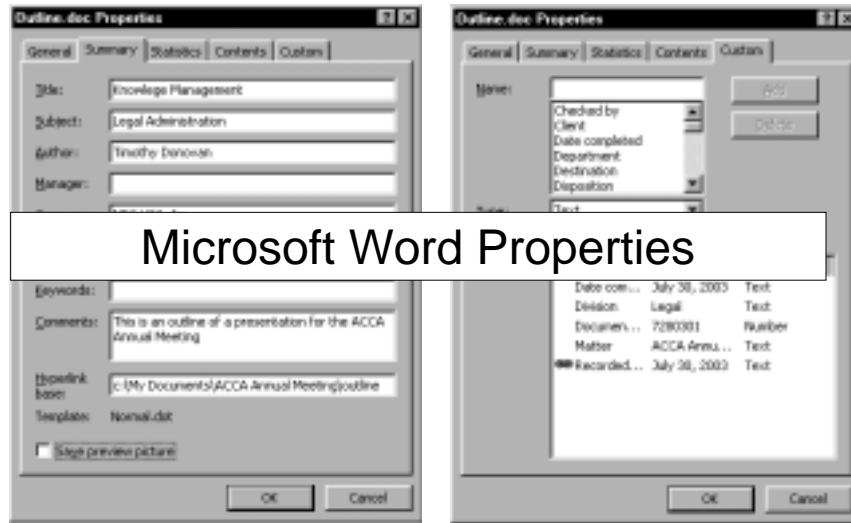 Outline.doc Properties
General Summary Statistics Contents Custom
Title: Knowlege Management
Subject: Legal Administration
Author: Timothy Donovan
Manager:
Keywords:
Comments: This is an outline of a presentation for the ACCA
Annual Meeting
Hyperlink
base: c:\My Documents\ACCA Annual Meeting\outline
Template: Normal.dot
Save preview picture
OK Cancel
Outline.doc Properties
General Summary Statistics Contents Custom
Name: Add
Delete
Checked by
Client
Date completed
Department
Destination
Disposition
Type: Text
Microsoft Word Properties
Date com... July 30, 2003 Text
Division Legal Text
Documen... 7280301 Number
Matter ACCA Annu... Text
Recorded... July 30, 2003 Text
OK Cancel